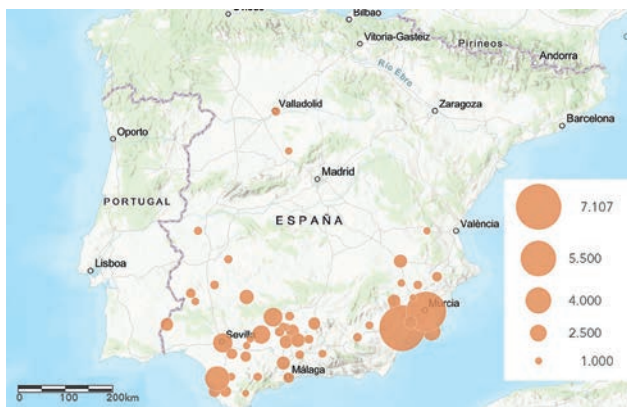 Bilbao
Vitoria-Gasteiz
Pirineos
Andorra
Río Ebro
Valladolid
Zaragoza
Barcelona
Oporto
Madrid
PORTUGAL
ESPAÑA
València
Lisboa
Murcia
Sevilla
Málaga
7.107
5.500
4.000
2.500
1.000
0 100 200km